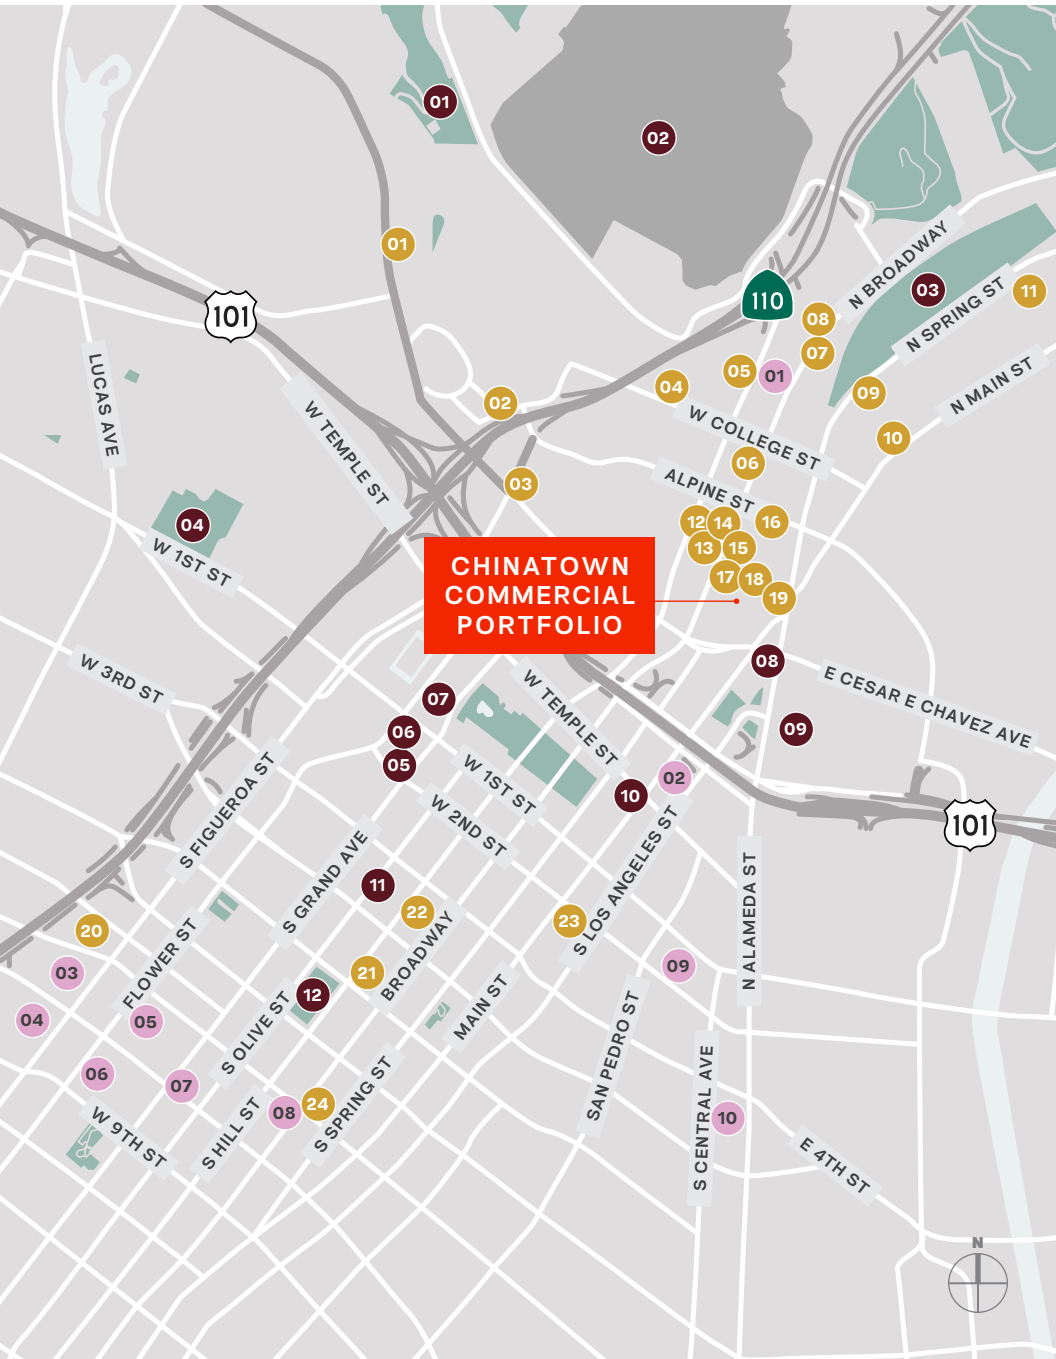 01
02
01
N BROADWAY
03
11
N SPRING ST
110
101
08
07
LUCAS AVE
05
01
04
N MAIN ST
09
02
W TEMPLE ST
W COLLEGE ST
10
06
03
ALPINE ST
04
12
14
16
W 1ST ST
13
15
CHINATOWN
COMMERCIAL
PORTFOLIO
17
18
19
08
W 3RD ST
E CESAR E CHAVEZ AVE
07
W TEMPLE ST
06
09
05
W 1ST ST
02
10
101
S FIGUEROA ST
W 2ND ST
S LOS ANGELES ST
S GRAND AVE
11
N ALAMEDA ST
22
23
20
BROADWAY
FLOWER ST
03
21
09
12
04
05
S OLIVE ST
MAIN ST
SAN PEDRO ST
06
07
08
24
S SPRING ST
S CENTRAL AVE
10
W 9TH ST
S HILL ST
E 4TH ST
N